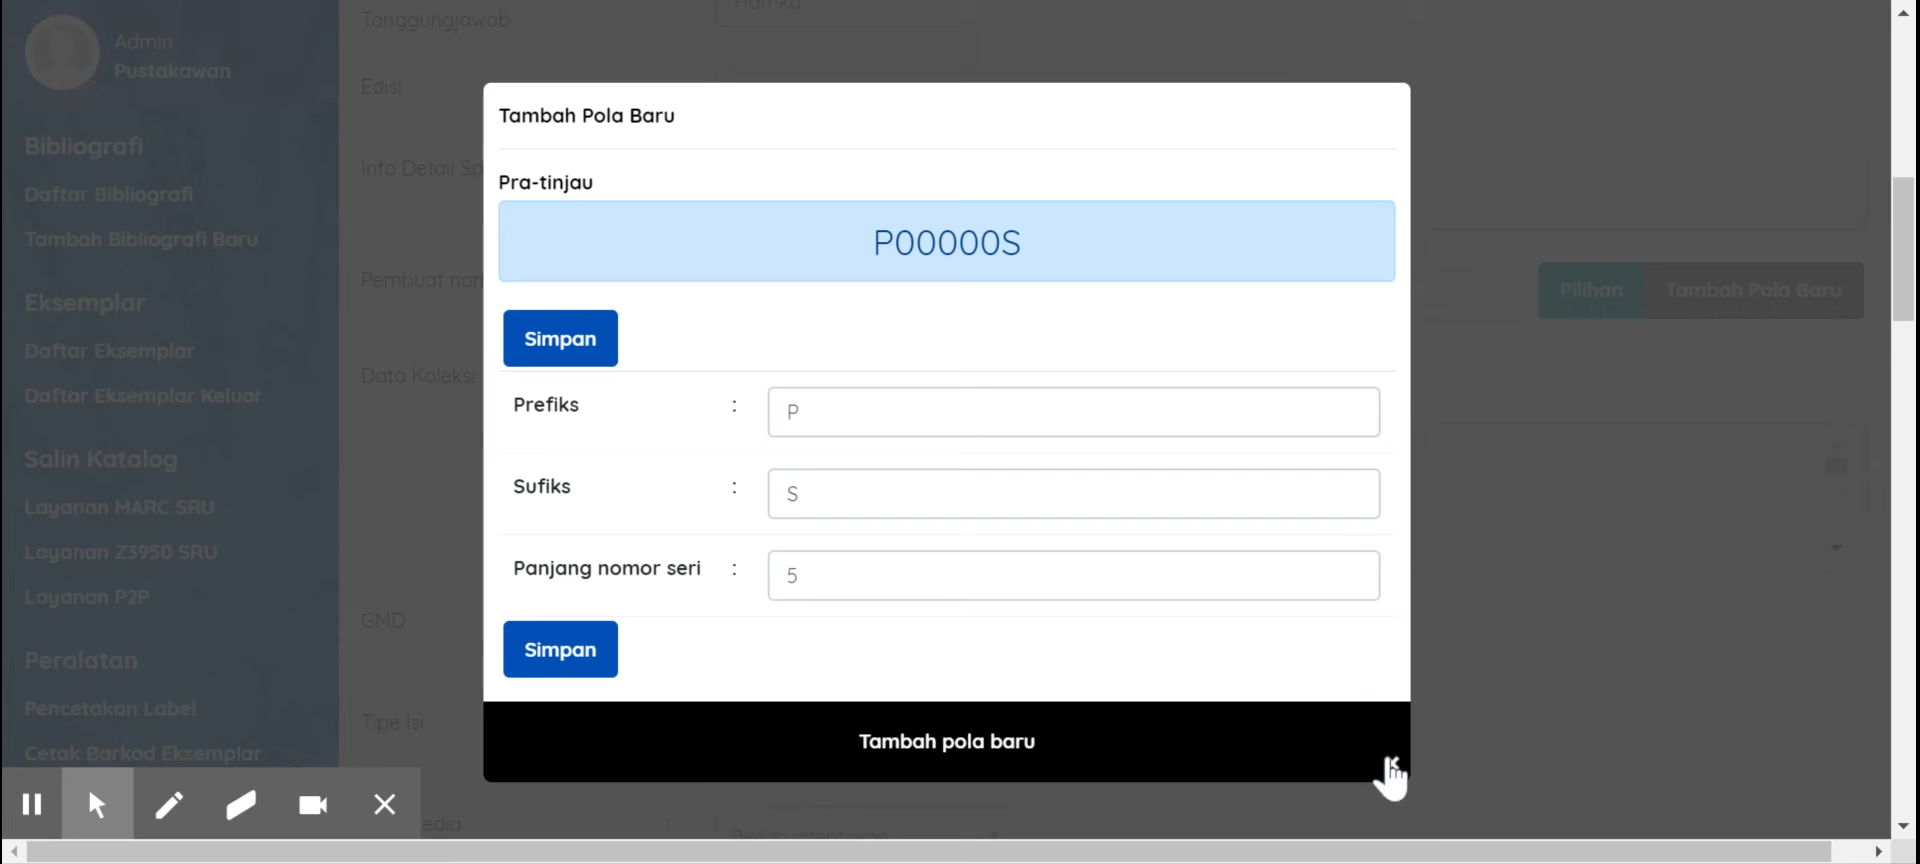 Admin
Pustakawan
Bibliografi
Daftar Bibliografi
Tambah Bibliografi Baru
Eksemplar
Daftar Eksemplar
Daftar Eksemplar Keluar
Salin Katalog
Layanan MARC SRU
Layanan Z3950 SRU
Layanan P2P
Peralatan
Pencetakan Label
Cetak Barkod Eksemplar
Tanggungjawab
Hamka
Edisi
Info Detail Sp
Pembuat nom
Pilihan
Tambah Pola Baru
Data Koleksi
GMD
Tipe Isi
edia
Tambah Pola Baru
Pra-tinjau
P00000S
Simpan
Prefiks : P
Sufiks : S
Panjang nomor seri : 5
Simpan
Tambah pola baru